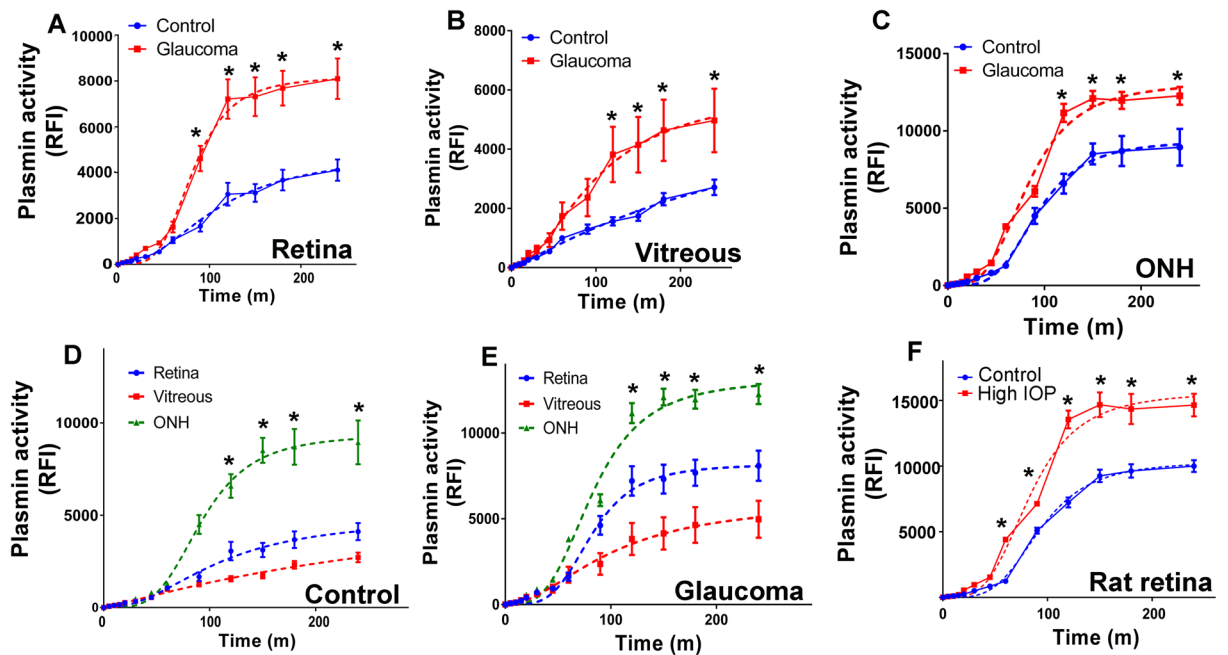 A
Control
Glaucoma
Plasmin activity
(RFI)
10000
8000
6000
4000
2000
0
* * * * *
Retina
0 100 200
Time (m)
B
Control
Glaucoma
Plasmin activity
(RFI)
8000
6000
4000
2000
0
* * * *
Vitreous
0 100 200
Time (m)
C
Control
Glaucoma
Plasmin activity
(RFI)
15000
10000
5000
0
* * * *
ONH
0 100 200
Time (m)
D
Retina
Vitreous
ONH
Plasmin activity
(RFI)
10000
5000
0
* * * *
Control
0 100 200
Time (m)
E
Retina
Vitreous
ONH
Plasmin activity
(RFI)
10000
5000
0
* * * *
Glaucoma
0 100 200
Time (m)
F
Control
High IOP
Plasmin activity
(RFI)
15000
10000
5000
0
* * * * * *
Rat retina
0 100 200
Time (m)